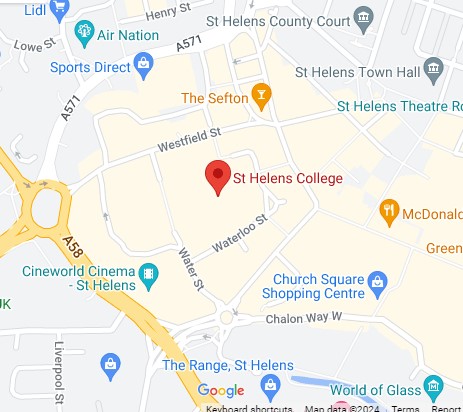 Lidl
Henry St
St Helens County Court
Air Nation
Lowe St
A571
Sports Direct
St Helens Town Hall
The Sefton
A571
St Helens Theatre Ro
Westfield St
St Helens College
McDonald
Waterloo St
A58
Green
Water St
Cineworld Cinema
- St Helens
Church Square
Shopping Centre
UK
Chalon Way W
Liverpool St
The Range, St Helens
Google
World of Glass
Keyboard shortcuts
Map data ©2024
Terms
Report